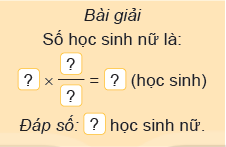 Bài giải
Số học sinh nữ là:
? × ?/? = ? (học sinh)
Đáp số: ? học sinh nữ.